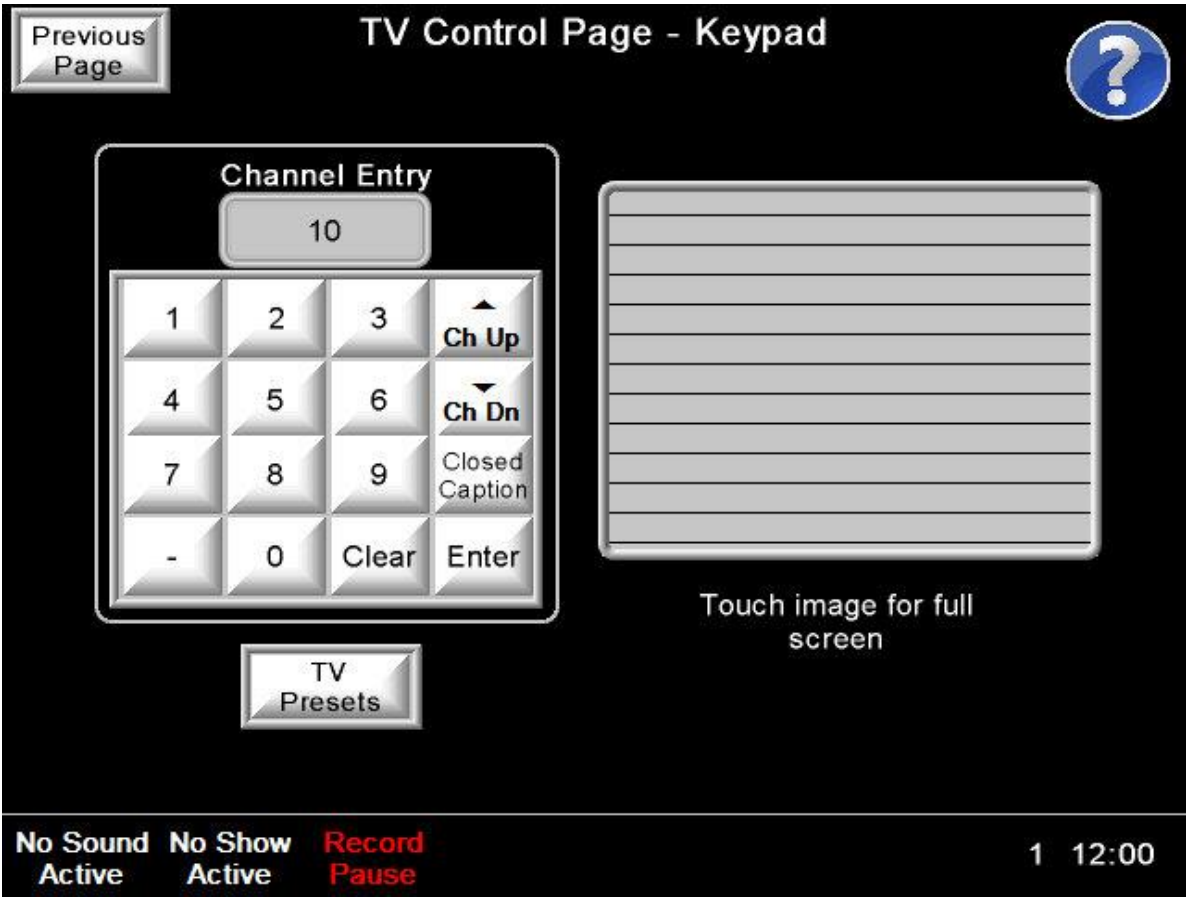 Previous
Page
TV Control Page - Keypad
?
Channel Entry
10
1 2 3 Ch Up
4 5 6 Ch Dn
7 8 9 Closed
Caption
- 0 Clear Enter
TV
Presets
Touch image for full
screen
No Sound No Show Record
Active Active Pause
1 12:00